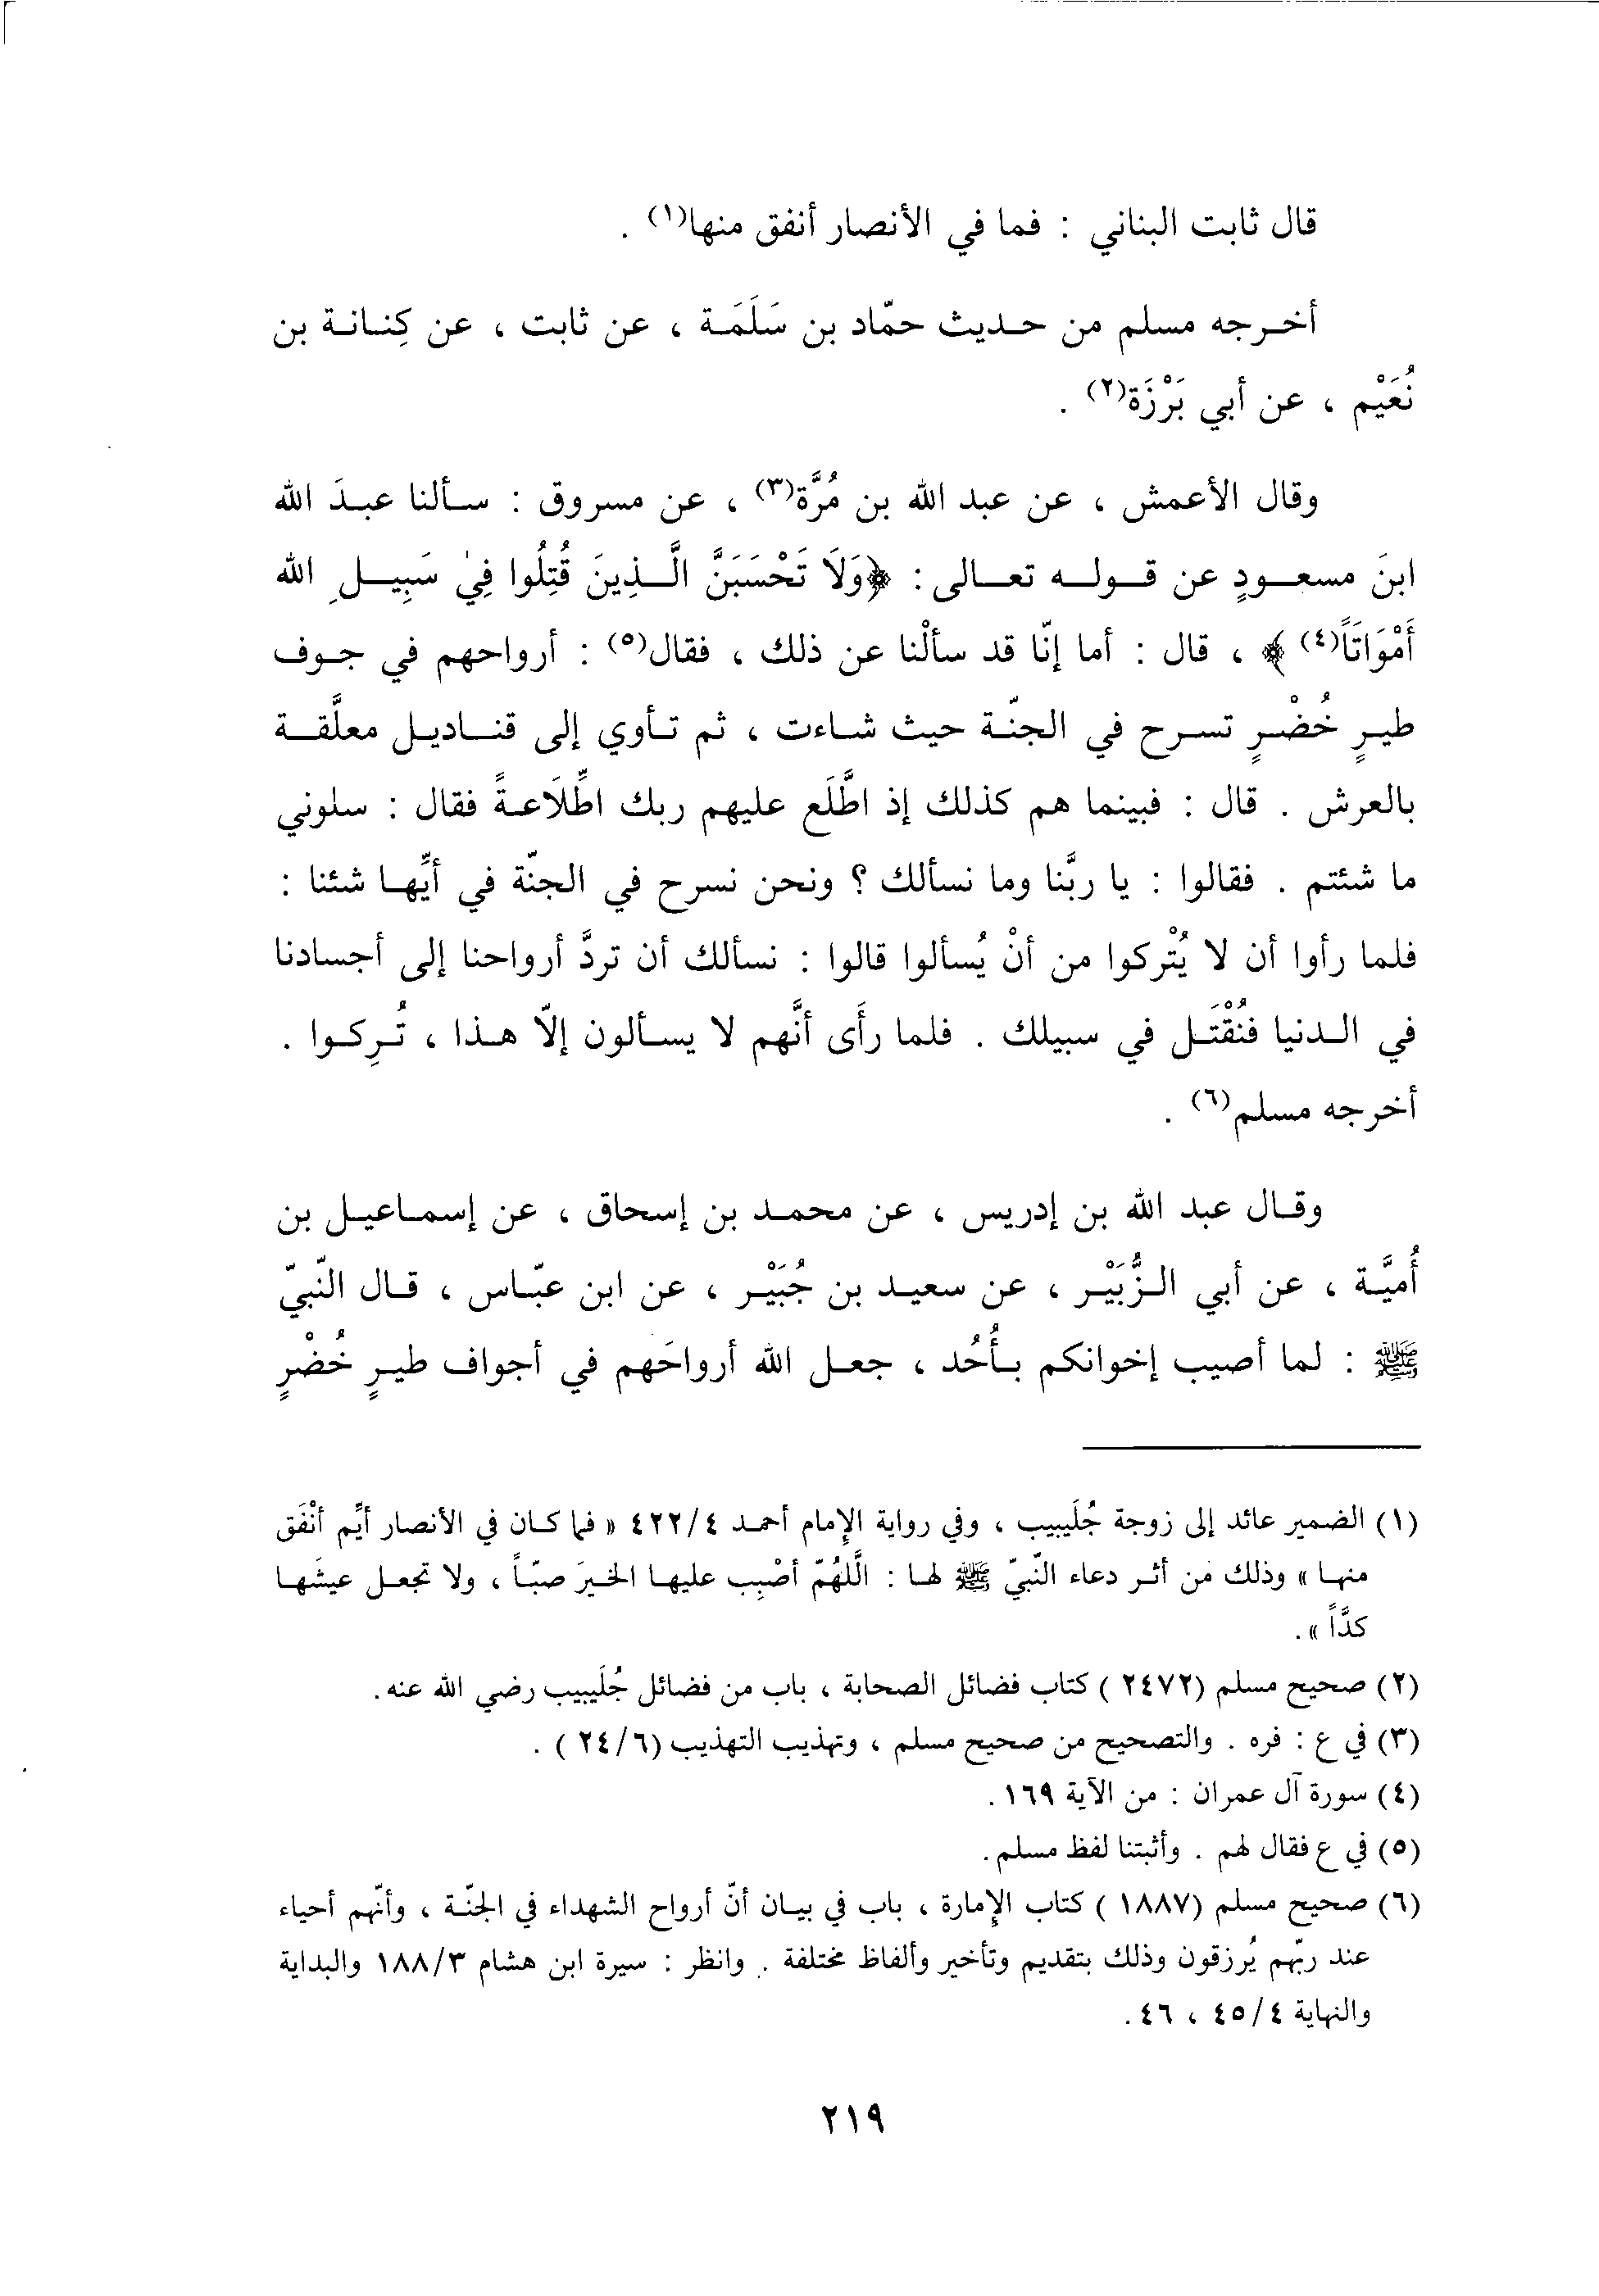 قال ثابت البناني : فما في الأنصار أنفق منها(١) .
أخرجه مسلم من حديث حمّاد بن سَلَمَة ، عن ثابت ، عن كِنانة بن
نُعَيْم ، عن أبي بَرْزَة(٢) .
وقال الأعمش ، عن عبد الله بن مُرَّة(٣) ، عن مسروق : سألنا عبدَ الله
ابنَ مسعودٍ عن قوله تعالى : ﴿وَلَا تَحْسَبَنَّ الَّذِينَ قُتِلُوا فِي سَبِيلِ الله
أَمْوَاتَاً(٤) ﴾ ، قال : أما إنّا قد سألْنا عن ذلك ، فقال(٥) : أرواحهم في جوف
طيرٍ خُضْرٍ تسرح في الجنّة حيث شاءت ، ثم تأوي إلى قناديل معلَّقة
بالعرش . قال : فبينما هم كذلك إذ اطَّلَع عليهم ربك اطِّلَاعةً فقال : سلوني
ما شئتم . فقالوا : يا ربَّنا وما نسألك ؟ ونحن نسرح في الجنّة في أيِّها شئنا :
فلما رأوا أن لا يُتْركوا من أنْ يُسألوا قالوا : نسألك أن تردَّ أرواحنا إلى أجسادنا
في الدنيا فنُقْتَل في سبيلك . فلما رأَى أنَّهم لا يسألون إلّا هذا ، تُرِكوا .
أخرجه مسلم(٦) .
وقال عبد الله بن إدريس ، عن محمد بن إسحاق ، عن إسماعيل بن
أُميَّة ، عن أبي الزُّبَيْر ، عن سعيد بن جُبَيْر ، عن ابن عبّاس ، قال النّبيّ
ﷺ : لما أصيب إخوانكم بأُحُد ، جعل الله أرواحَهم في أجواف طيرٍ خُضْرٍ
(١) الضمير عائد إلى زوجة جُلَيبيب ، وفي رواية الإمام أحمد ٤/٤٢٢ « فما كان في الأنصار أيِّم أنْفَق
منها » وذلك من أثر دعاء النّبيّ ﷺ لها : اللَّهُمّ أصْبِب عليها الخيرَ صبّاً ، ولا تجعل عيشَها
كدَّاً » .
(٢) صحيح مسلم (٢٤٧٢ ) كتاب فضائل الصحابة ، باب من فضائل جُلَيبيب رضي الله عنه .
(٣) في ع : فره . والتصحيح من صحيح مسلم ، وتهذيب التهذيب (٦/٢٤ ) .
(٤) سورة آل عمران : من الآية ١٦٩ .
(٥) في ع فقال لهم . وأثبتنا لفظ مسلم .
(٦) صحيح مسلم (١٨٨٧ ) كتاب الإمارة ، باب في بيان أنّ أرواح الشهداء في الجنّة ، وأنّهم أحياء
عند ربّهم يُرزقون وذلك بتقديم وتأخير وألفاظ مختلفة . وانظر : سيرة ابن هشام ٣/١٨٨ والبداية
والنهاية ٤/٤٥ ، ٤٦ .
٢١٩